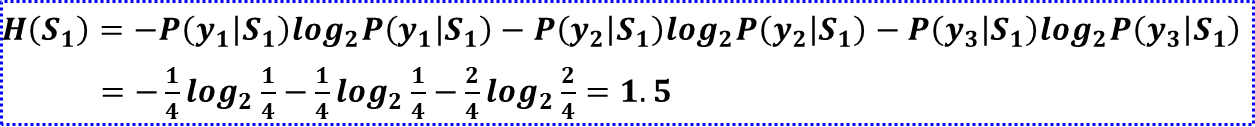 H(S₁) = −P(y₁|S₁)log₂P(y₁|S₁) − P(y₂|S₁)log₂P(y₂|S₁) − P(y₃|S₁)log₂P(y₃|S₁)
= −1/4 log₂ 1/4 − 1/4 log₂ 1/4 − 2/4 log₂ 2/4 = 1.5